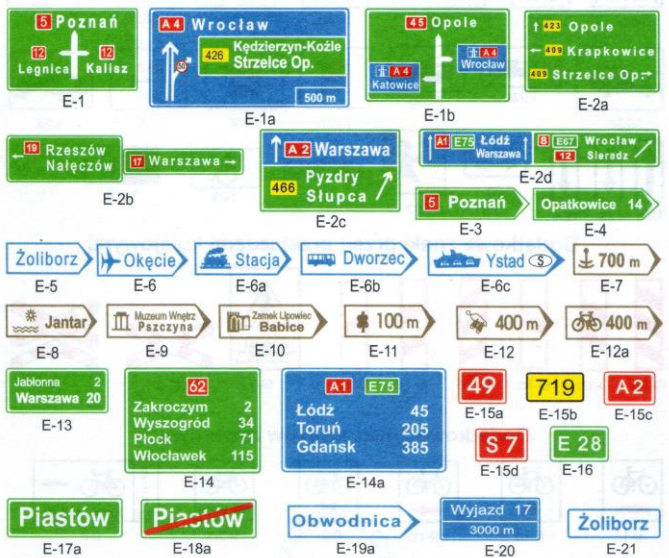 5 Poznań
12 12
Legnica Kalisz
E-1
A 4 Wrocław
426 Kędzierzyn-Koźle
Strzelce Op.
500 m
E-1a
45 Opole
A 4
Wrocław
A 4
Katowice
E-1b
423 Opole
409 Krapkowice
409 Strzelce Op.
E-2a
19 Rzeszów
Nałęczów
17 Warszawa
E-2b
A 2 Warszawa
466 Pyzdry
Słupca
E-2c
A1 E75 Łódź
Warszawa
8 E67 Wrocław
12 Sieradz
E-2d
5 Poznań
E-3
Opatkowice 14
E-4
Żoliborz
E-5
Okęcie
E-6
Stacja
E-6a
Dworzec
E-6b
Ystad S
E-6c
700 m
E-7
Jantar
E-8
Muzeum Wnętrz
Pszczyna
E-9
Zamek Lipowiec
Babice
E-10
100 m
E-11
400 m
E-12
400 m
E-12a
Jabłonna 2
Warszawa 20
E-13
62
Zakroczym 2
Wyszogród 34
Płock 71
Włocławek 115
E-14
A1 E75
Łódź 45
Toruń 205
Gdańsk 385
E-14a
49
E-15a
719
E-15b
A 2
E-15c
S 7
E-15d
E 28
E-16
Piastów
E-17a
Piastów
E-18a
Obwodnica
E-19a
Wyjazd 17
3000 m
E-20
Żoliborz
E-21